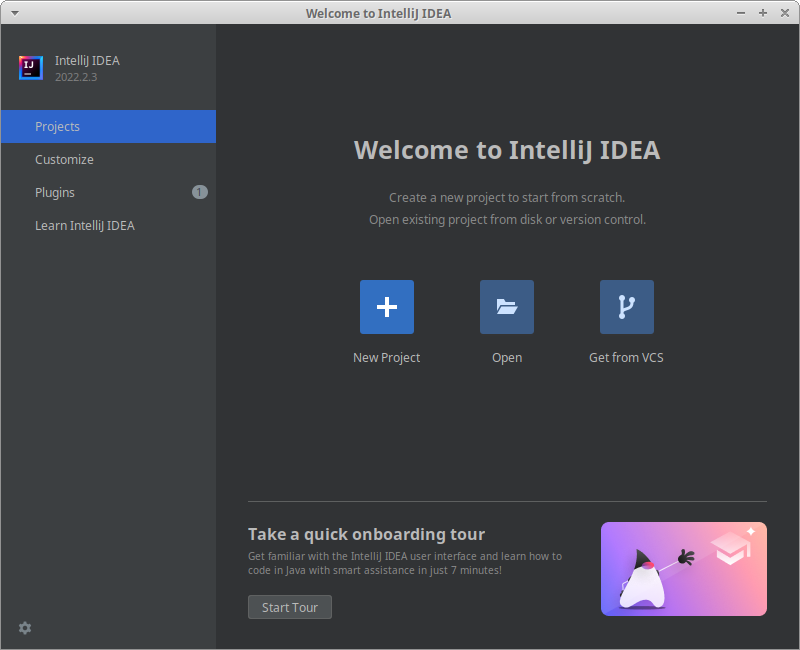 Welcome to IntelliJ IDEA
IJ
IntelliJ IDEA
2022.2.3
Projects
Customize
Plugins
1
Learn IntelliJ IDEA
Welcome to IntelliJ IDEA
Create a new project to start from scratch.
Open existing project from disk or version control.
New Project
Open
Get from VCS
Take a quick onboarding tour
Get familiar with the IntelliJ IDEA user interface and learn how to
code in Java with smart assistance in just 7 minutes!
Start Tour